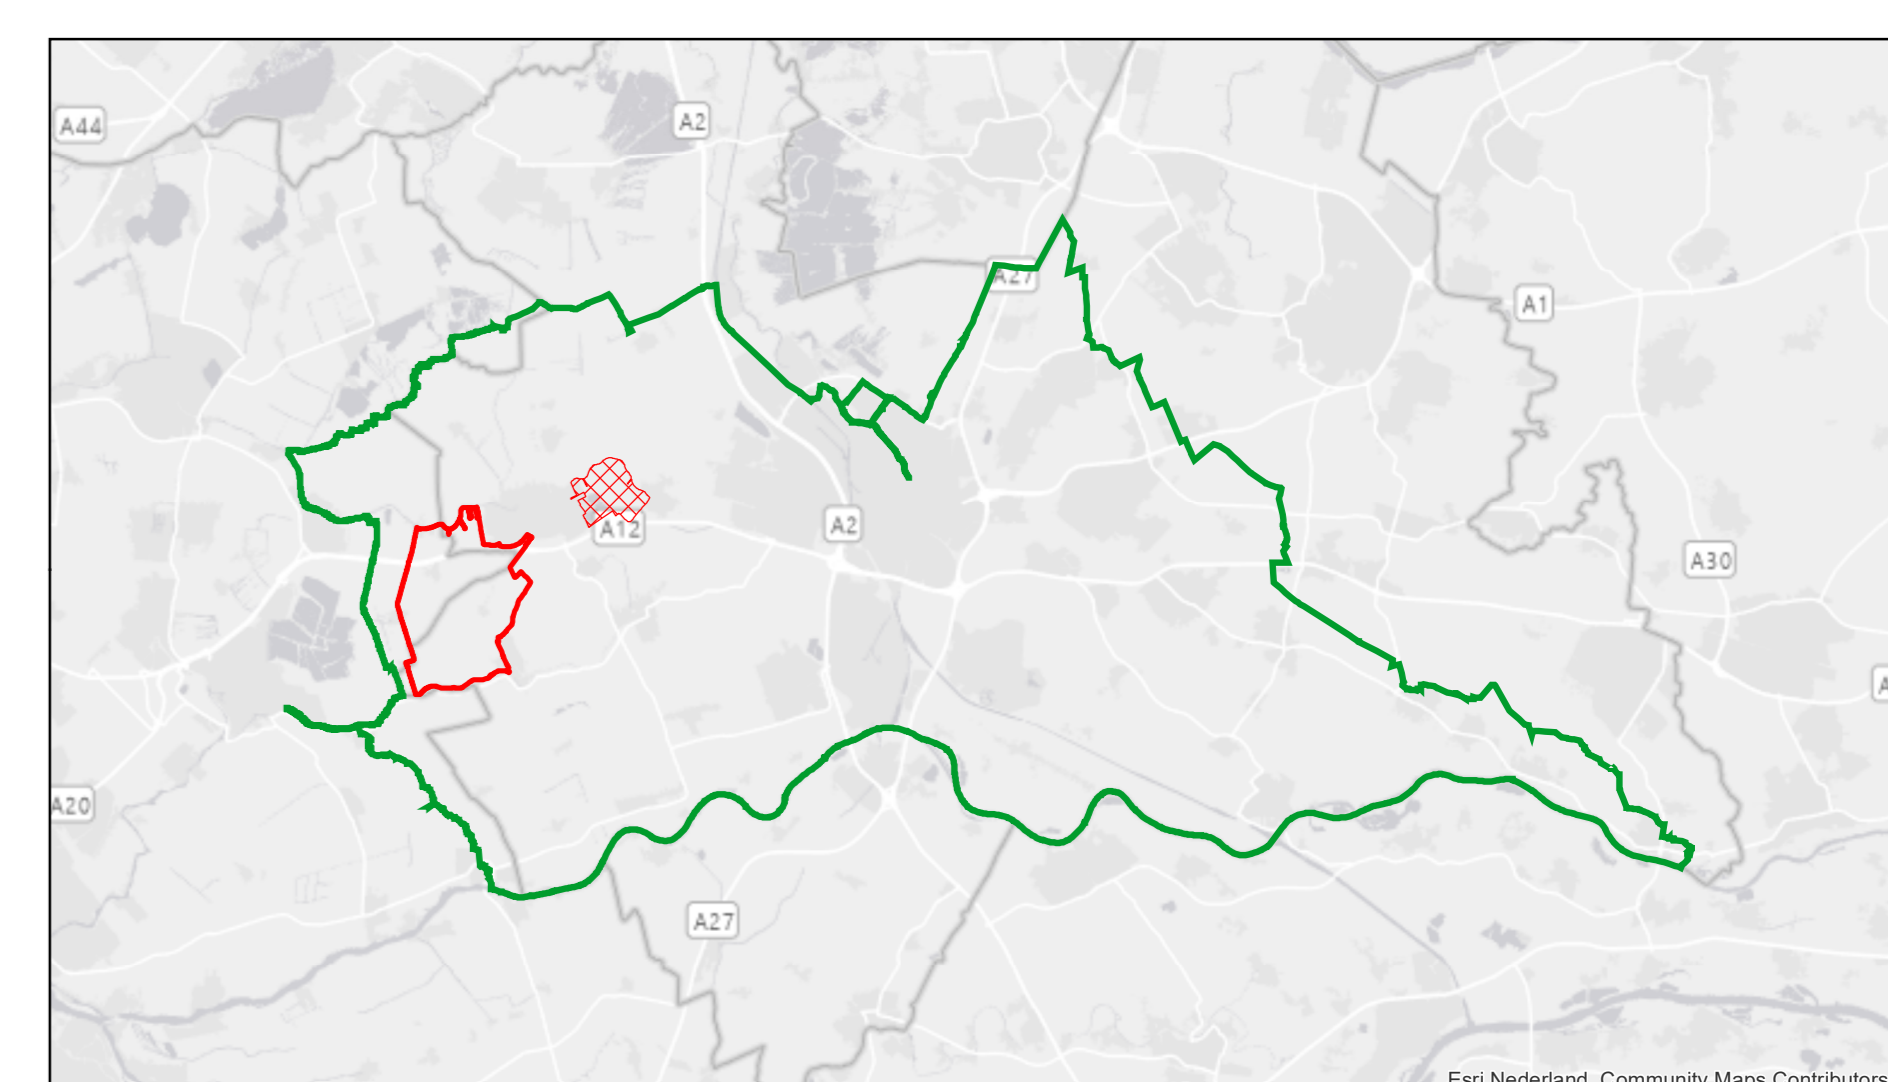 A44
A2
A27
A1
A12
A2
A30
A
A20
A27
Esri Nederland, Community Maps Contributors